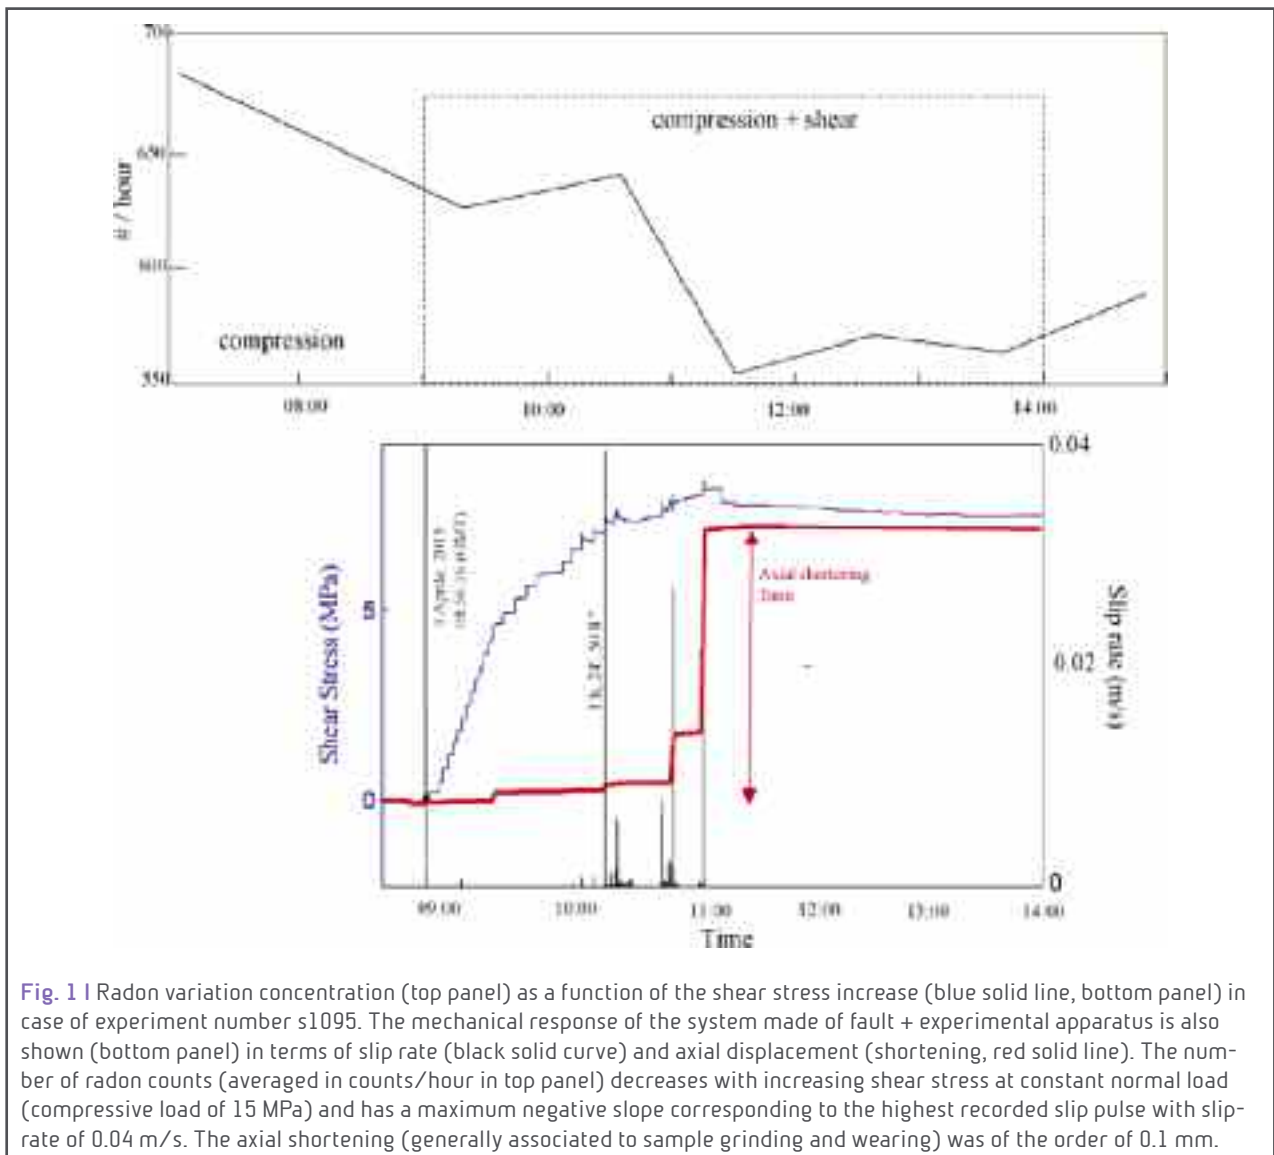 700
650
600
550
# / hour
compression + shear
compression
08:00
10:00
12:00
14:00
0.04
0.02
0
Shear Stress (MPa)
Slip rate (m/s)
Axial shortening
09:00
10:00
11:00
12:00
13:00
14:00
Time
Fig. 1 | Radon variation concentration (top panel) as a function of the shear stress increase (blue solid line, bottom panel) in
case of experiment number s1095. The mechanical response of the system made of fault + experimental apparatus is also
shown (bottom panel) in terms of slip rate (black solid curve) and axial displacement (shortening, red solid line). The num-
ber of radon counts (averaged in counts/hour in top panel) decreases with increasing shear stress at constant normal load
(compressive load of 15 MPa) and has a maximum negative slope corresponding to the highest recorded slip pulse with slip-
rate of 0.04 m/s. The axial shortening (generally associated to sample grinding and wearing) was of the order of 0.1 mm.